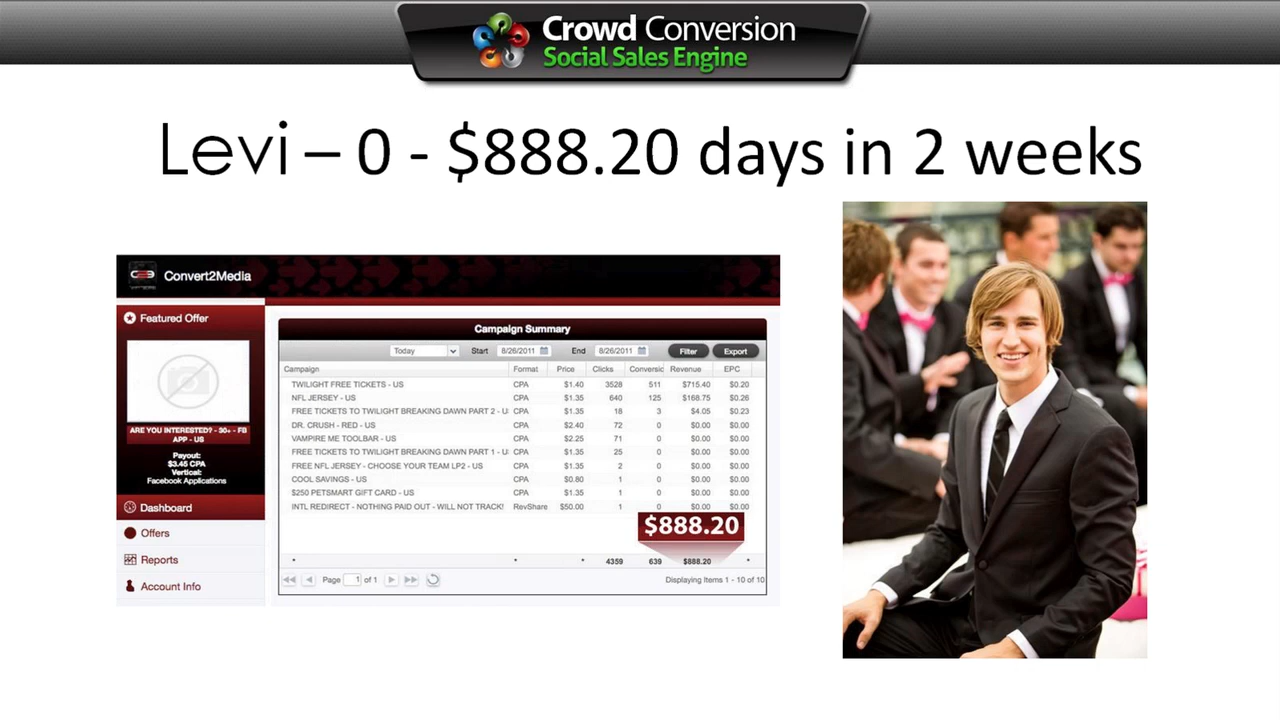 Crowd Conversion
Social Sales Engine
Levi – 0 - $888.20 days in 2 weeks
Convert2Media
Featured Offer
ARE YOU INTERESTED? - 30+ - FB
APP - US
Payout:
$3.45 CPA
Vertical:
Facebook Applications
Dashboard
Offers
Reports
Account Info
Campaign Summary
Today Start 8/26/2011 End 8/26/2011 Filter Export
Campaign Format Price Clicks Conversic Revenue EPC
TWILIGHT FREE TICKETS - US CPA $1.40 3528 511 $715.40 $0.20
NFL JERSEY - US CPA $1.35 640 125 $168.75 $0.26
FREE TICKETS TO TWILIGHT BREAKING DAWN PART 2 - U CPA $1.35 18 3 $4.05 $0.23
DR. CRUSH - RED - US CPA $2.40 72 0 $0.00 $0.00
VAMPIRE ME TOOLBAR - US CPA $2.25 71 0 $0.00 $0.00
FREE TICKETS TO TWILIGHT BREAKING DAWN PART 1 - U CPA $1.35 25 0 $0.00 $0.00
FREE NFL JERSEY - CHOOSE YOUR TEAM LP2 - US CPA $1.35 2 0 $0.00 $0.00
COOL SAVINGS - US CPA $0.80 1 0 $0.00 $0.00
$250 PETSMART GIFT CARD - US CPA $1.35 1 0 $0.00 $0.00
INTL REDIRECT - NOTHING PAID OUT - WILL NOT TRACK! RevShare $50.00 1 0 $0.00 $0.00
$888.20
* * * 4359 639 $888.20 *
Page 1 of 1 Displaying items 1 - 10 of 10